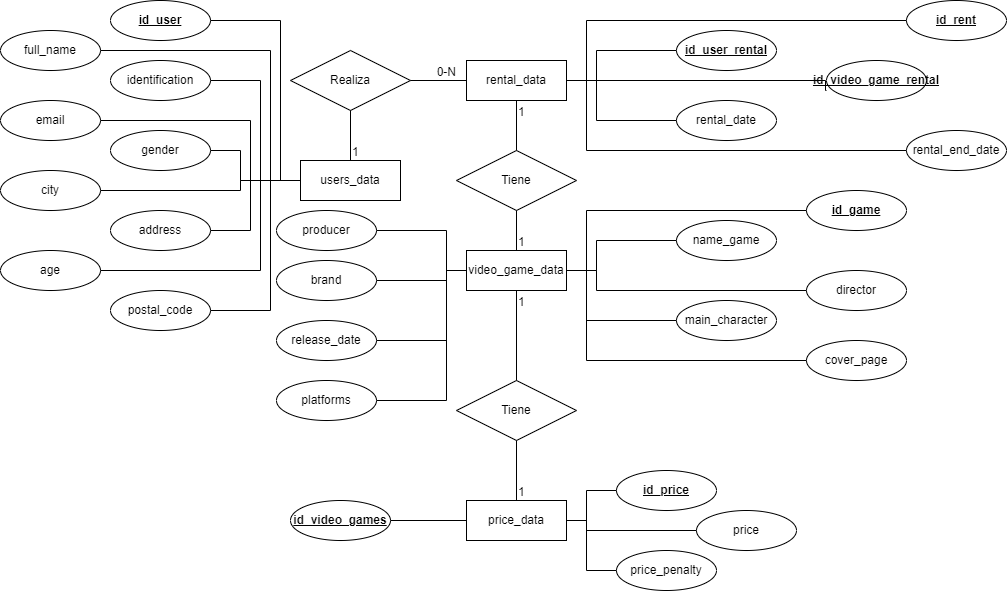 id_user
id_rent
full_name
id_user_rental
identification
Realiza
0-N
rental_data
id_video_game_rental
email
1
rental_date
gender
1
rental_end_date
users_data
Tiene
city
id_game
address
producer
1
name_game
age
brand
video_game_data
director
1
postal_code
main_character
release_date
cover_page
platforms
Tiene
1
id_price
id_video_games
price_data
price
price_penalty